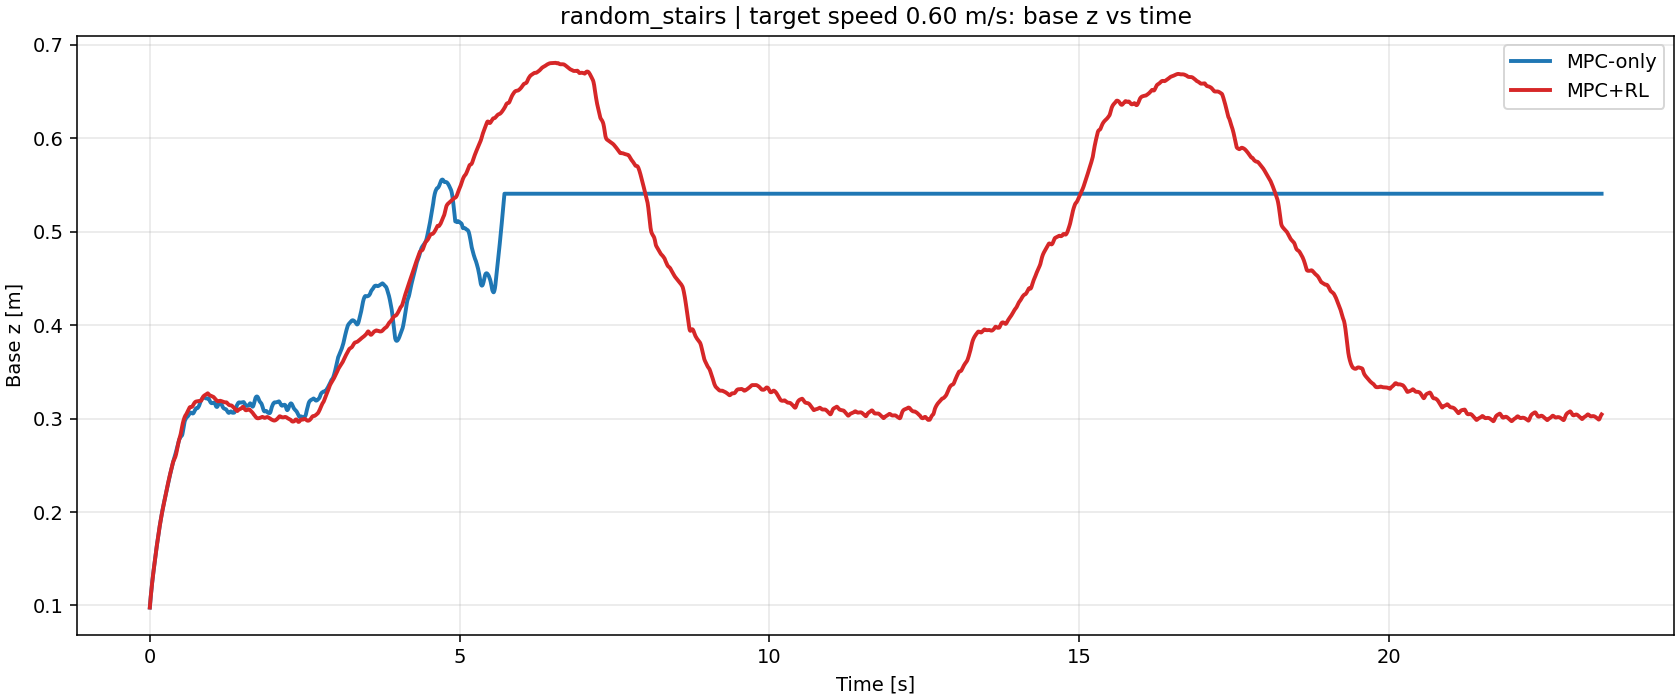 random_stairs | target speed 0.60 m/s: base z vs time
MPC-only
MPC+RL
Base z [m]
0.7
0.6
0.5
0.4
0.3
0.2
0.1
0
5
10
15
20
Time [s]